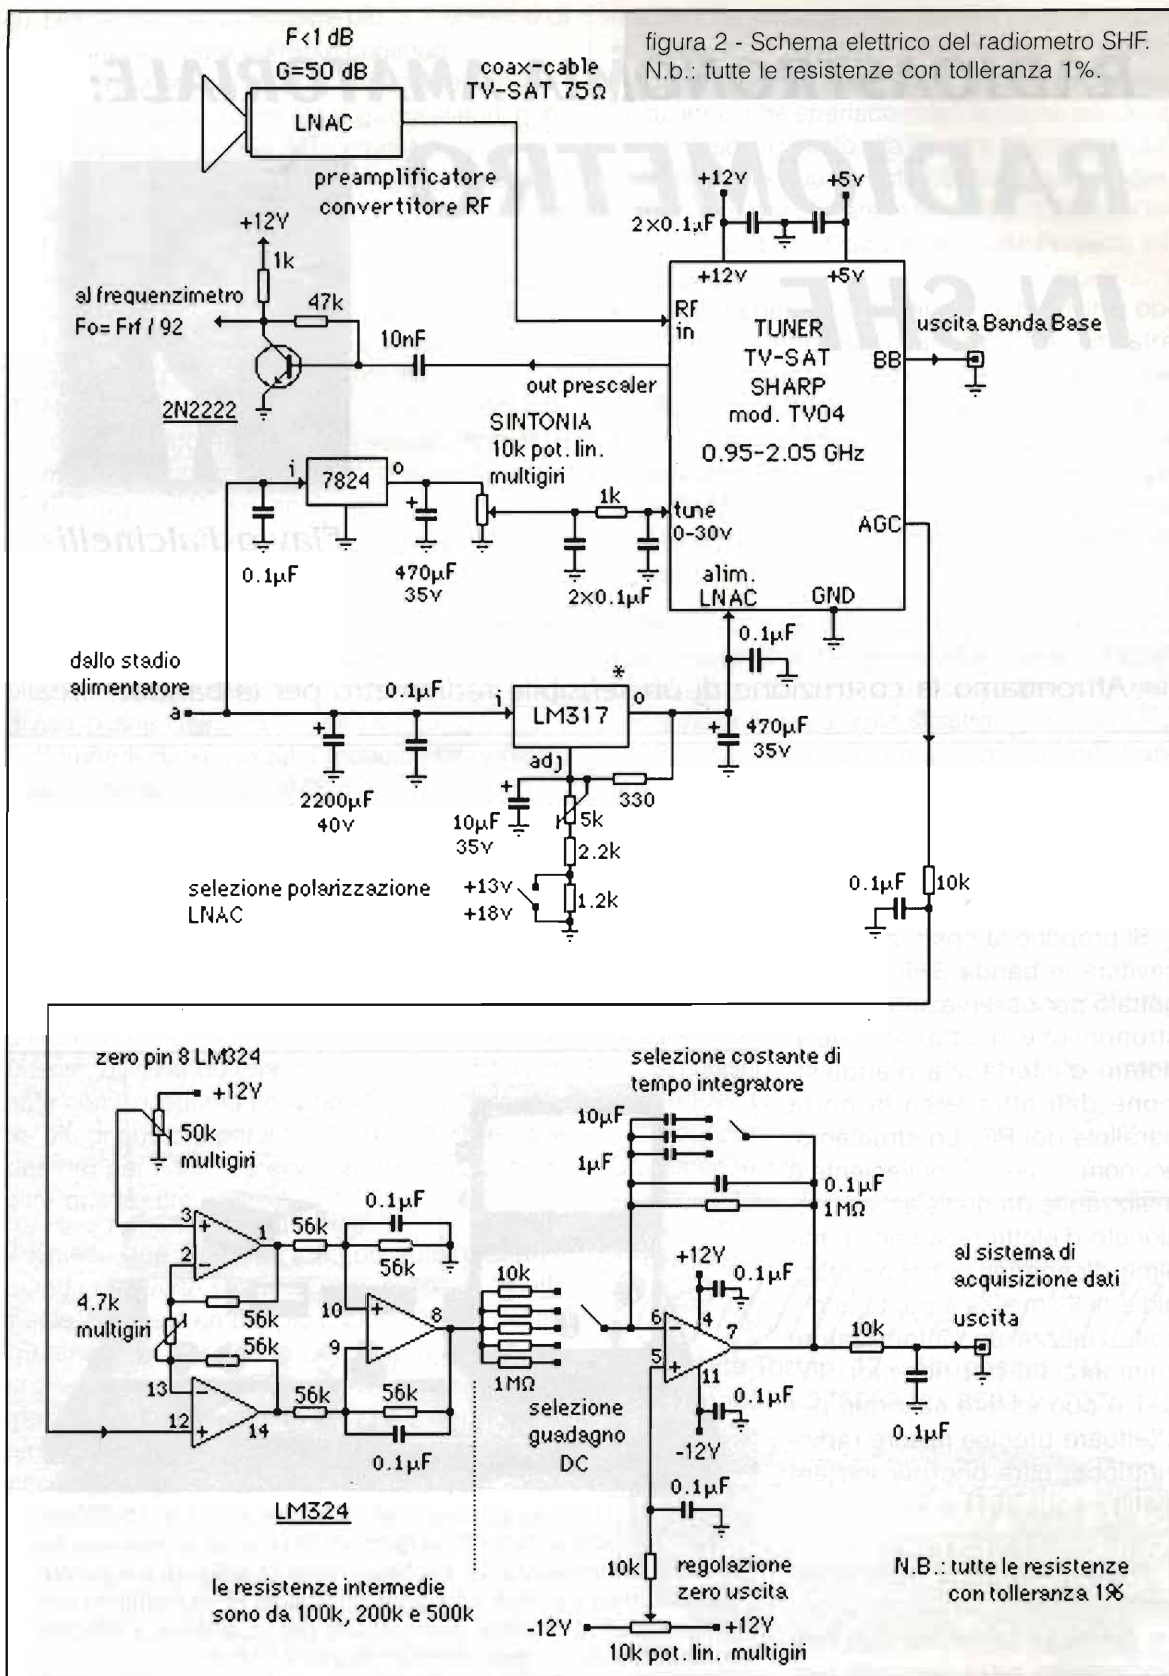 figura 2 - Schema elettrico del radiometro SHF.
N.b.: tutte le resistenze con tolleranza 1%.
F<1 dB
G=50 dB
LNAC
coax-cable
TV-SAT 75Ω
preamplificatore
convertitore RF
+12V
1k
al frequenzimetro
Fo= Frf / 92
47k
10nF
2N2222
out prescaler
+12V
+5V
2×0.1µF
+12V
+5V
RF
in
TUNER
TV-SAT
SHARP
mod. TV04
0.95-2.05 GHz
BB
uscita Banda Base
AGC
tune
0-30V
alim.
LNAC
GND
SINTONIA
10k pot. lin.
multigiri
i
7824
o
0.1µF
+
470µF
35V
1k
2×0.1µF
dallo stadio
alimentatore
a
0.1µF
+
2200µF
40V
i
LM317
*
o
adj
+
10µF
35V
5k
330
2.2k
1.2k
0.1µF
+
470µF
35V
selezione polarizzazione
LNAC
+13V
+18V
0.1µF
10k
zero pin 8 LM324
+12V
50k
multigiri
3
+
2
-
1
56k
0.1µF
56k
4.7k
multigiri
56k
56k
13
-
12
+
14
56k
10
+
9
-
8
56k
0.1µF
LM324
10k
1MΩ
selezione
guadagno
DC
le resistenze intermedie
sono da 100k, 200k e 500k
selezione costante di
tempo integratore
10µF
1µF
0.1µF
1MΩ
+12V
0.1µF
6
-
5
+
4
7
11
0.1µF
-12V
0.1µF
10k
al sistema di
acquisizione dati
uscita
0.1µF
10k
regolazione
zero uscita
-12V
+12V
10k pot. lin. multigiri
N.B.: tutte le resistenze
con tolleranza 1%